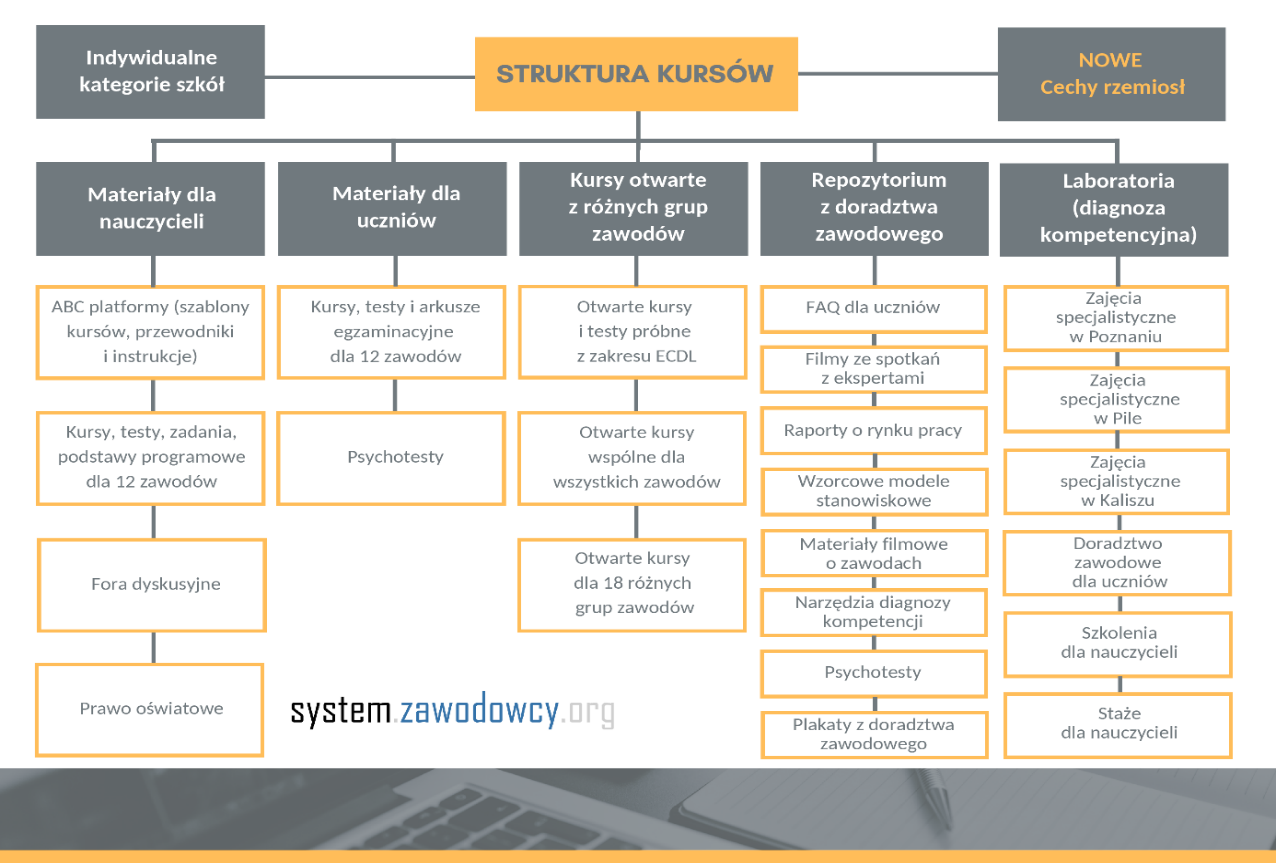 Indywidualne
kategorie szkół
STRUKTURA KURSÓW
NOWE
Cechy rzemiosł
Materiały dla
nauczycieli
ABC platformy (szablony
kursów, przewodniki
i instrukcje)
Kursy, testy, zadania,
podstawy programowe
dla 12 zawodów
Fora dyskusyjne
Prawo oświatowe
Materiały dla
uczniów
Kursy, testy i arkusze
egzaminacyjne
dla 12 zawodów
Psychotesty
Kursy otwarte
z różnych grup
zawodów
Otwarte kursy
i testy próbne
z zakresu ECDL
Otwarte kursy
wspólne dla
wszystkich zawodów
Otwarte kursy
dla 18 różnych
grup zawodów
Repozytorium
z doradztwa
zawodowego
FAQ dla uczniów
Filmy ze spotkań
z ekspertami
Raporty o rynku pracy
Wzorcowe modele
stanowiskowe
Materiały filmowe
o zawodach
Narzędzia diagnozy
kompetencji
Psychotesty
Plakaty z doradztwa
zawodowego
Laboratoria
(diagnoza
kompetencyjna)
Zajęcia
specjalistyczne
w Poznaniu
Zajęcia
specjalistyczne
w Pile
Zajęcia
specjalistyczne
w Kaliszu
Doradztwo
zawodowe
dla uczniów
Szkolenia
dla nauczycieli
Staże
dla nauczycieli
system.zawodowcy.org